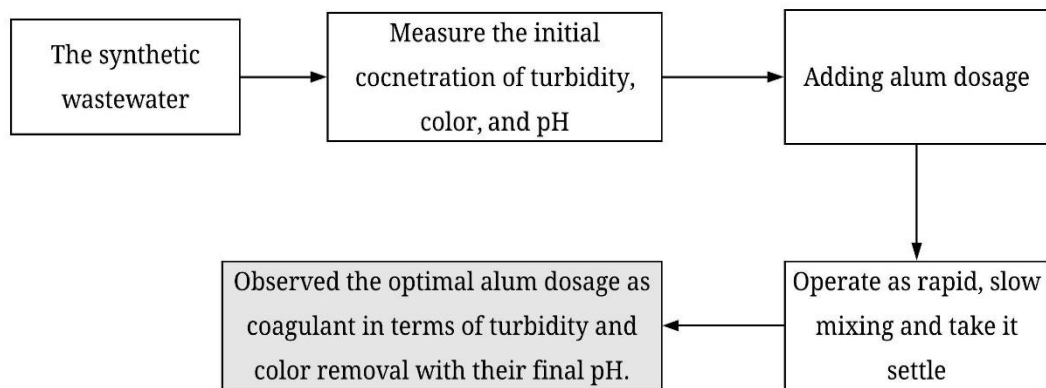 The synthetic
wastewater
Measure the initial
cocnetration of turbidity,
color, and pH
Adding alum dosage
Operate as rapid, slow
mixing and take it
settle
Observed the optimal alum dosage as
coagulant in terms of turbidity and
color removal with their final pH.